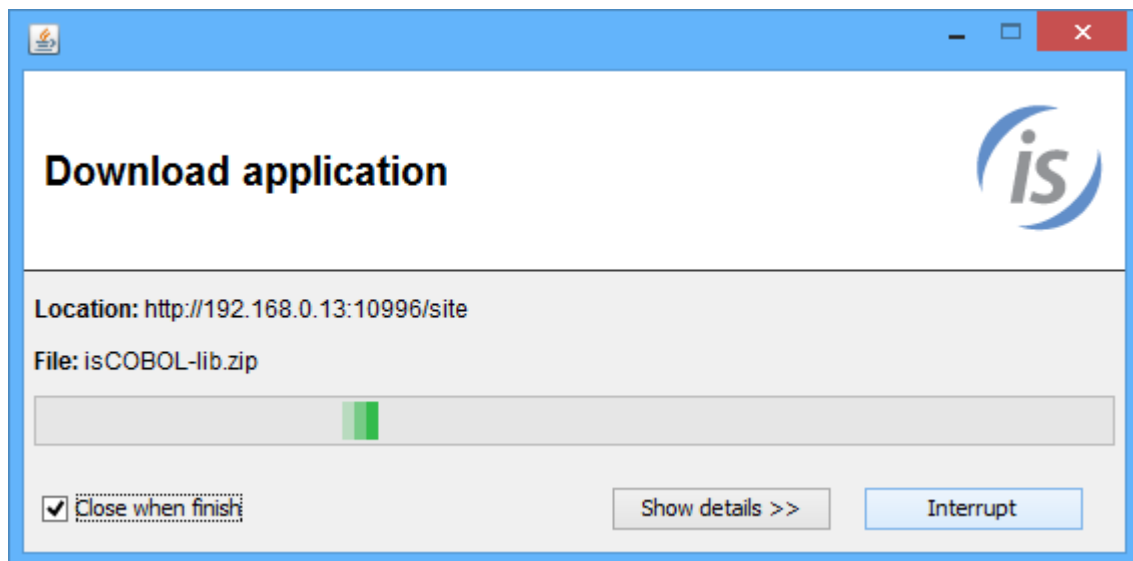 Download application
is
Location: http://192.168.0.13:10996/site
File: isCOBOL-lib.zip
Close when finish
Show details >>
Interrupt